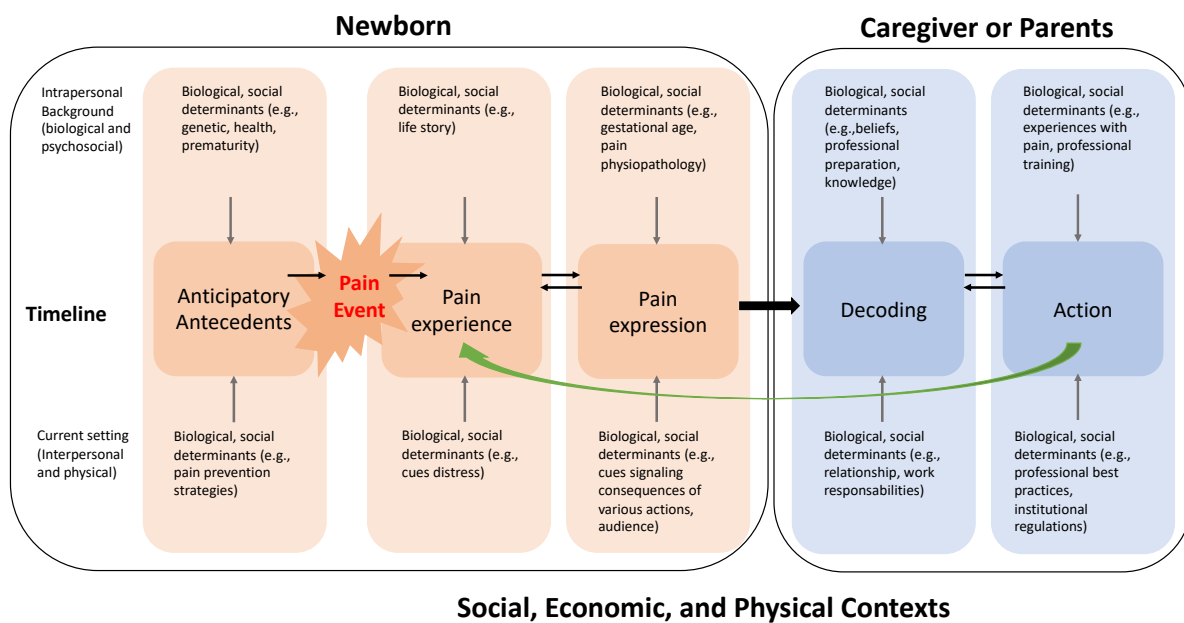 Newborn
Caregiver or Parents
Intrapersonal
Background
(biological and
psychosocial)
Biological, social
determinants (e.g.,
genetic, health,
prematurity)
Biological, social
determinants (e.g.,
life story)
Biological, social
determinants (e.g.,
gestational age,
pain
physiopathology)
Biological, social
determinants
(e.g.,beliefs,
professional
preparation,
knowledge)
Biological, social
determinants (e.g.,
experiences with
pain, professional
training)
Timeline
Anticipatory
Antecedents
Pain
Event
Pain
experience
Pain
expression
Decoding
Action
Current setting
(Interpersonal
and physical)
Biological, social
determinants (e.g.,
pain prevention
strategies)
Biological, social
determinants (e.g.,
cues distress)
Biological, social
determinants (e.g.,
cues signaling
consequences of
various actions,
audience)
Biological, social
determinants (e.g.,
relationship, work
responsabilities)
Biological, social
determinants (e.g.,
professional best
practices,
institutional
regulations)
Social, Economic, and Physical Contexts